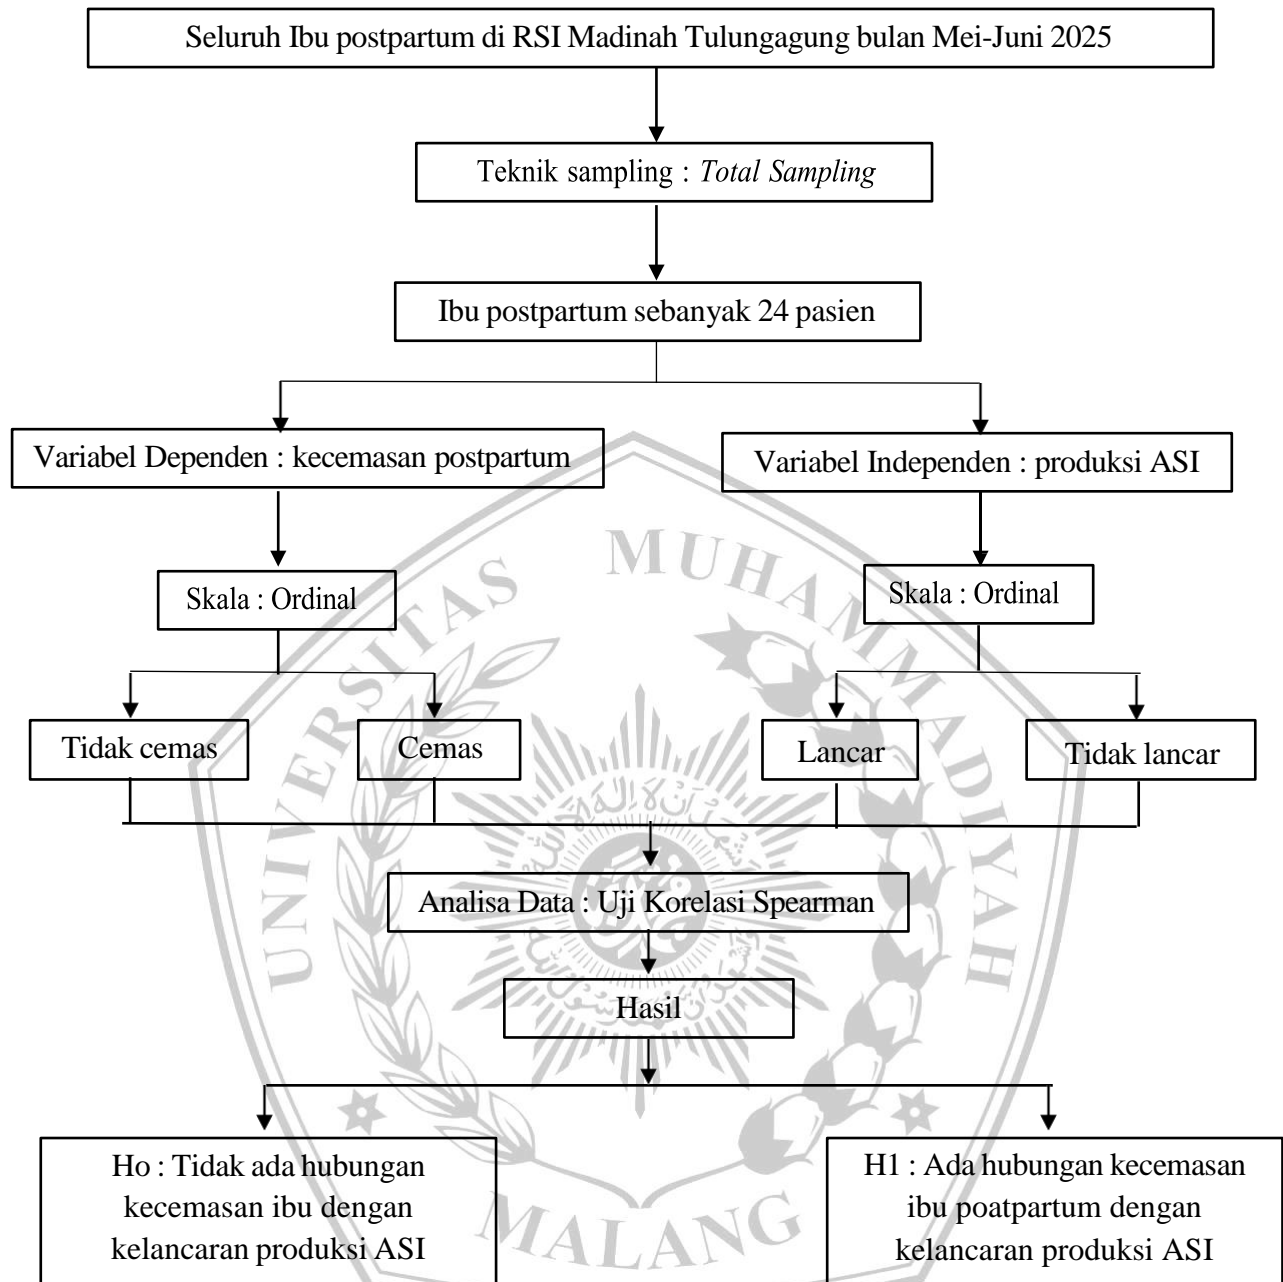 Seluruh Ibu postpartum di RSI Madinah Tulungagung bulan Mei-Juni 2025
Teknik sampling : Total Sampling
Ibu postpartum sebanyak 24 pasien
Variabel Dependen : kecemasan postpartum
Variabel Independen : produksi ASI
Skala : Ordinal
Skala : Ordinal
Tidak cemas
Cemas
Lancar
Tidak lancar
Analisa Data : Uji Korelasi Spearman
Hasil
Ho : Tidak ada hubungan
kecemasan ibu dengan
kelancaran produksi ASI
H1 : Ada hubungan kecemasan
ibu poatpartum dengan
kelancaran produksi ASI
UNIVERSITAS MUHAMMADIYAH
MALANG